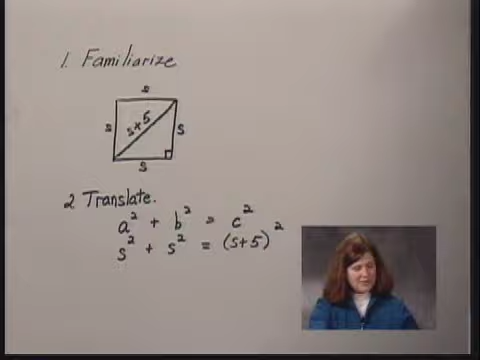 1. Familiarize
s
s
s+5
s
s
2 Translate.
a² + b² = c²
s² + s² = (s+5)²